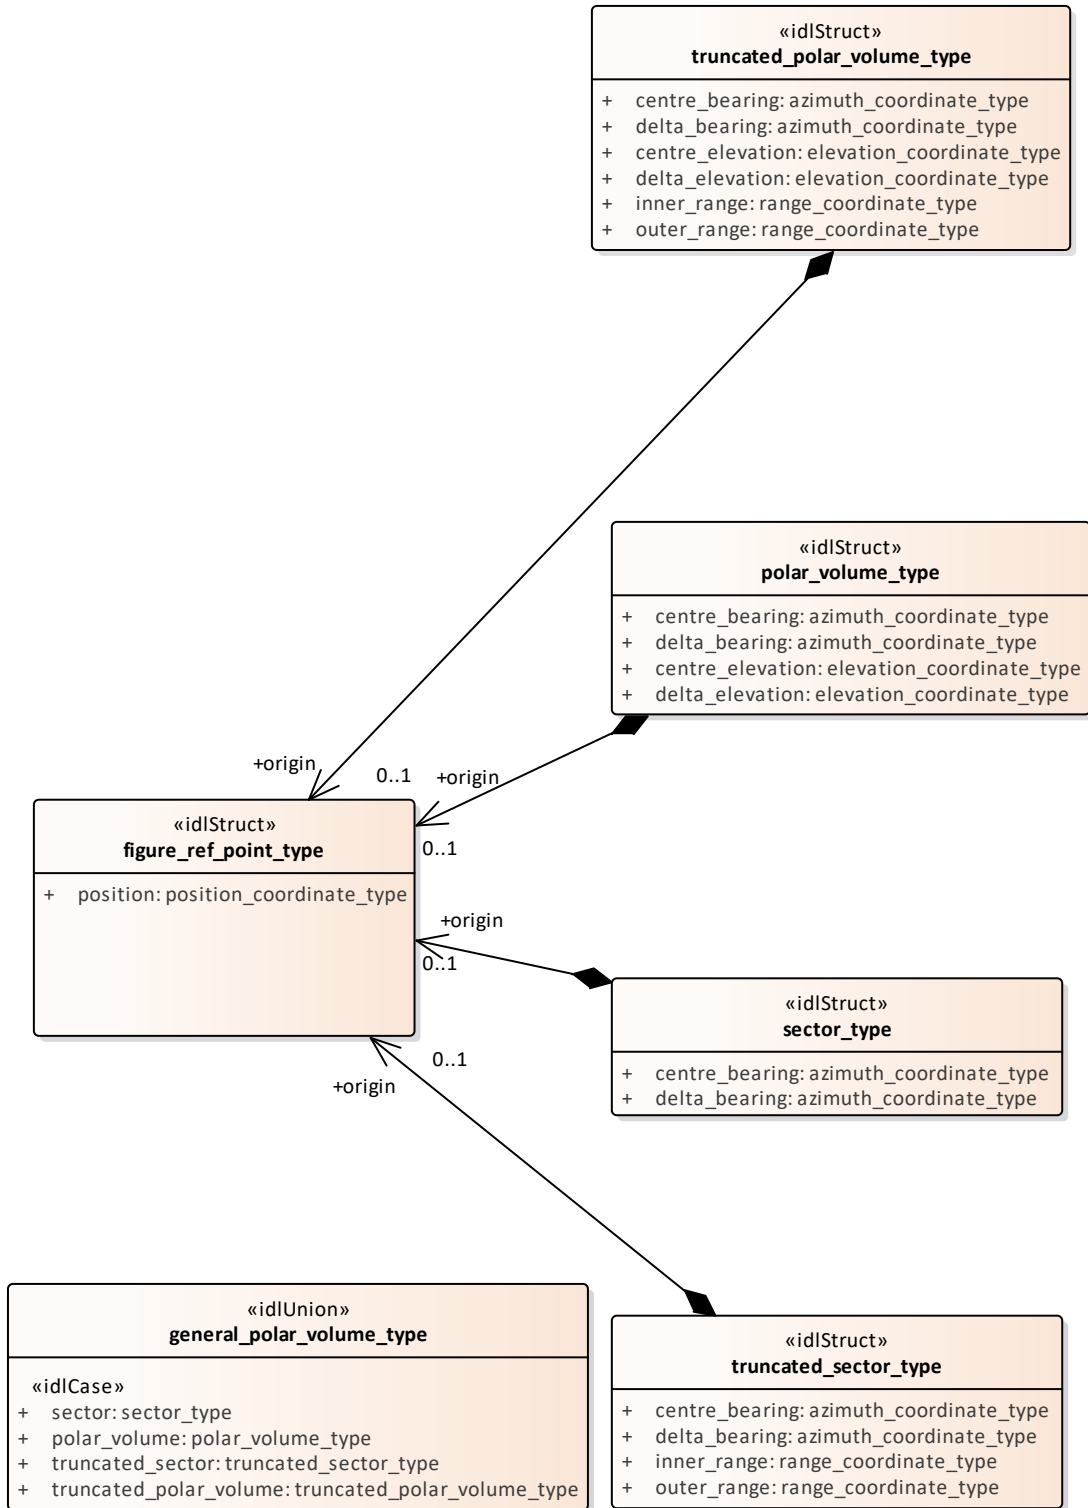 «idlStruct»
truncated_polar_volume_type
+ centre_bearing: azimuth_coordinate_type
+ delta_bearing: azimuth_coordinate_type
+ centre_elevation: elevation_coordinate_type
+ delta_elevation: elevation_coordinate_type
+ inner_range: range_coordinate_type
+ outer_range: range_coordinate_type
«idlStruct»
polar_volume_type
+ centre_bearing: azimuth_coordinate_type
+ delta_bearing: azimuth_coordinate_type
+ centre_elevation: elevation_coordinate_type
+ delta_elevation: elevation_coordinate_type
+origin
0..1
+origin
0..1
«idlStruct»
figure_ref_point_type
+ position: position_coordinate_type
+origin
0..1
«idlStruct»
sector_type
+ centre_bearing: azimuth_coordinate_type
+ delta_bearing: azimuth_coordinate_type
0..1
+origin
«idlUnion»
general_polar_volume_type
«idlCase»
+ sector: sector_type
+ polar_volume: polar_volume_type
+ truncated_sector: truncated_sector_type
+ truncated_polar_volume: truncated_polar_volume_type
«idlStruct»
truncated_sector_type
+ centre_bearing: azimuth_coordinate_type
+ delta_bearing: azimuth_coordinate_type
+ inner_range: range_coordinate_type
+ outer_range: range_coordinate_type